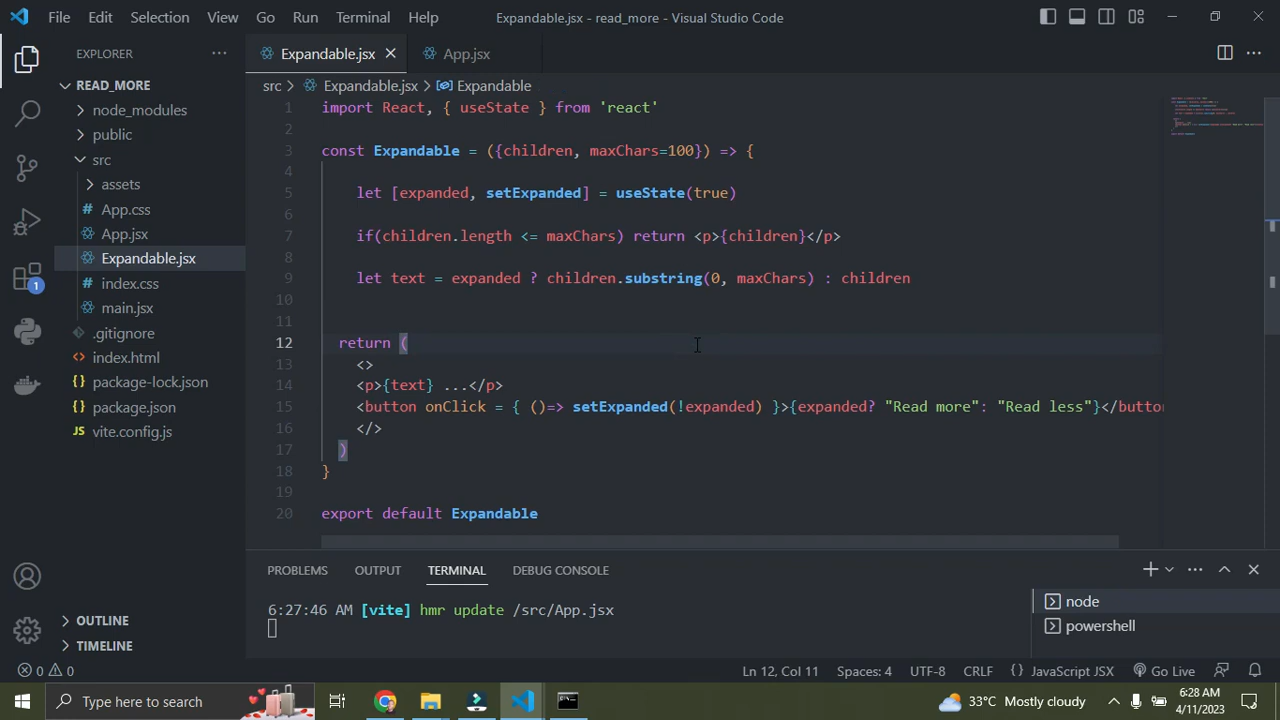 File Edit Selection View Go Run Terminal Help Expandable.jsx - read_more - Visual Studio Code
EXPLORER
Expandable.jsx App.jsx
READ_MORE
src Expandable.jsx Expandable
node_modules
public
src
assets
App.css
App.jsx
Expandable.jsx
index.css
main.jsx
.gitignore
index.html
package-lock.json
package.json
vite.config.js
OUTLINE
TIMELINE
1
1 import React, { useState } from 'react'
2
3 const Expandable = ({children, maxChars=100}) => {
4
5 let [expanded, setExpanded] = useState(true)
6
7 if(children.length <= maxChars) return <p>{children}</p>
8
9 let text = expanded ? children.substring(0, maxChars) : children
10
11
12 return (
13 <>
14 <p>{text} ...</p>
15 <button onClick = { ()=> setExpanded(!expanded) }>{expanded? "Read more": "Read less"}</button
16 </>
17 )
18 }
19
20 export default Expandable
PROBLEMS OUTPUT TERMINAL DEBUG CONSOLE
6:27:46 AM [vite] hmr update /src/App.jsx
node
powershell
0 0 Ln 12, Col 11 Spaces: 4 UTF-8 CRLF {} JavaScript JSX Go Live
Type here to search 33°C Mostly cloudy 6:28 AM
4/11/2023